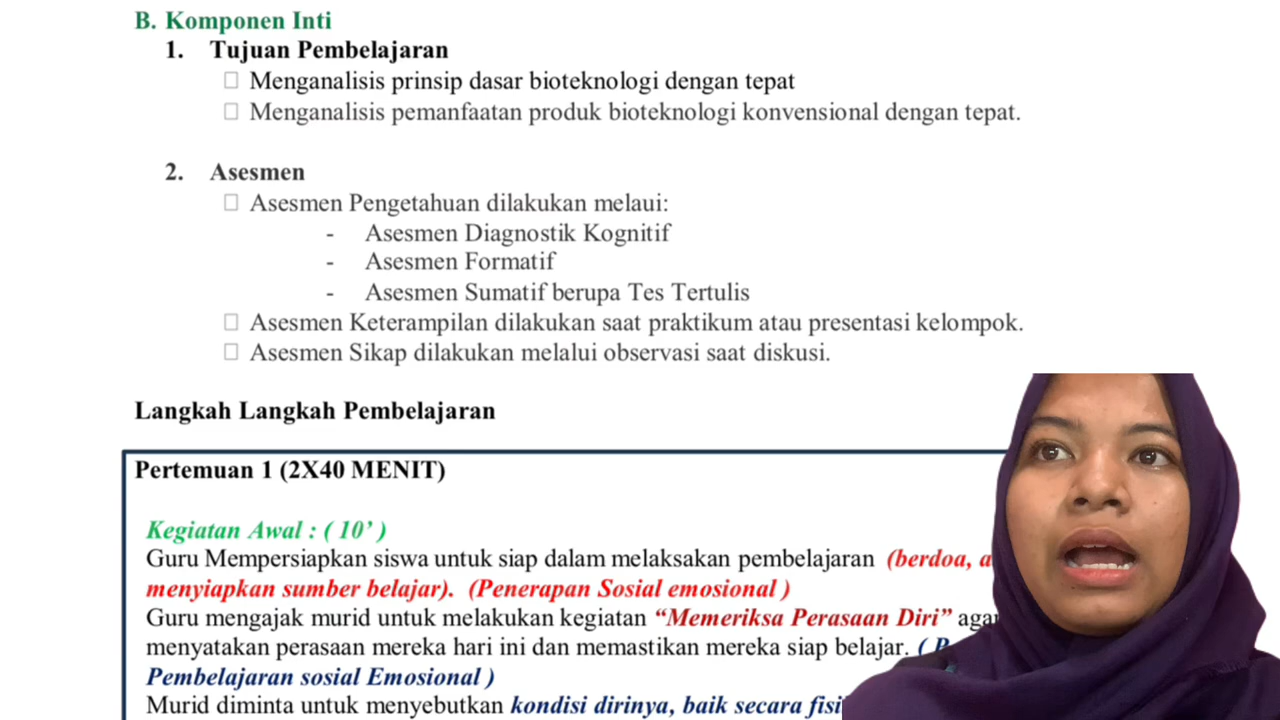 B. Komponen Inti
1. Tujuan Pembelajaran
Menganalisis prinsip dasar bioteknologi dengan tepat
Menganalisis pemanfaatan produk bioteknologi konvensional dengan tepat.
2. Asesmen
Asesmen Pengetahuan dilakukan melaui:
- Asesmen Diagnostik Kognitif
- Asesmen Formatif
- Asesmen Sumatif berupa Tes Tertulis
Asesmen Keterampilan dilakukan saat praktikum atau presentasi kelompok.
Asesmen Sikap dilakukan melalui observasi saat diskusi.
Langkah Langkah Pembelajaran
Pertemuan 1 (2X40 MENIT)
Kegiatan Awal : ( 10’ )
Guru Mempersiapkan siswa untuk siap dalam melaksakan pembelajaran (berdoa,
menyiapkan sumber belajar). (Penerapan Sosial emosional )
Guru mengajak murid untuk melakukan kegiatan “Memeriksa Perasaan Diri”
menyatakan perasaan mereka hari ini dan memastikan mereka siap belajar. (
Pembelajaran sosial Emosional )
Murid diminta untuk menyebutkan kondisi dirinya, baik secara